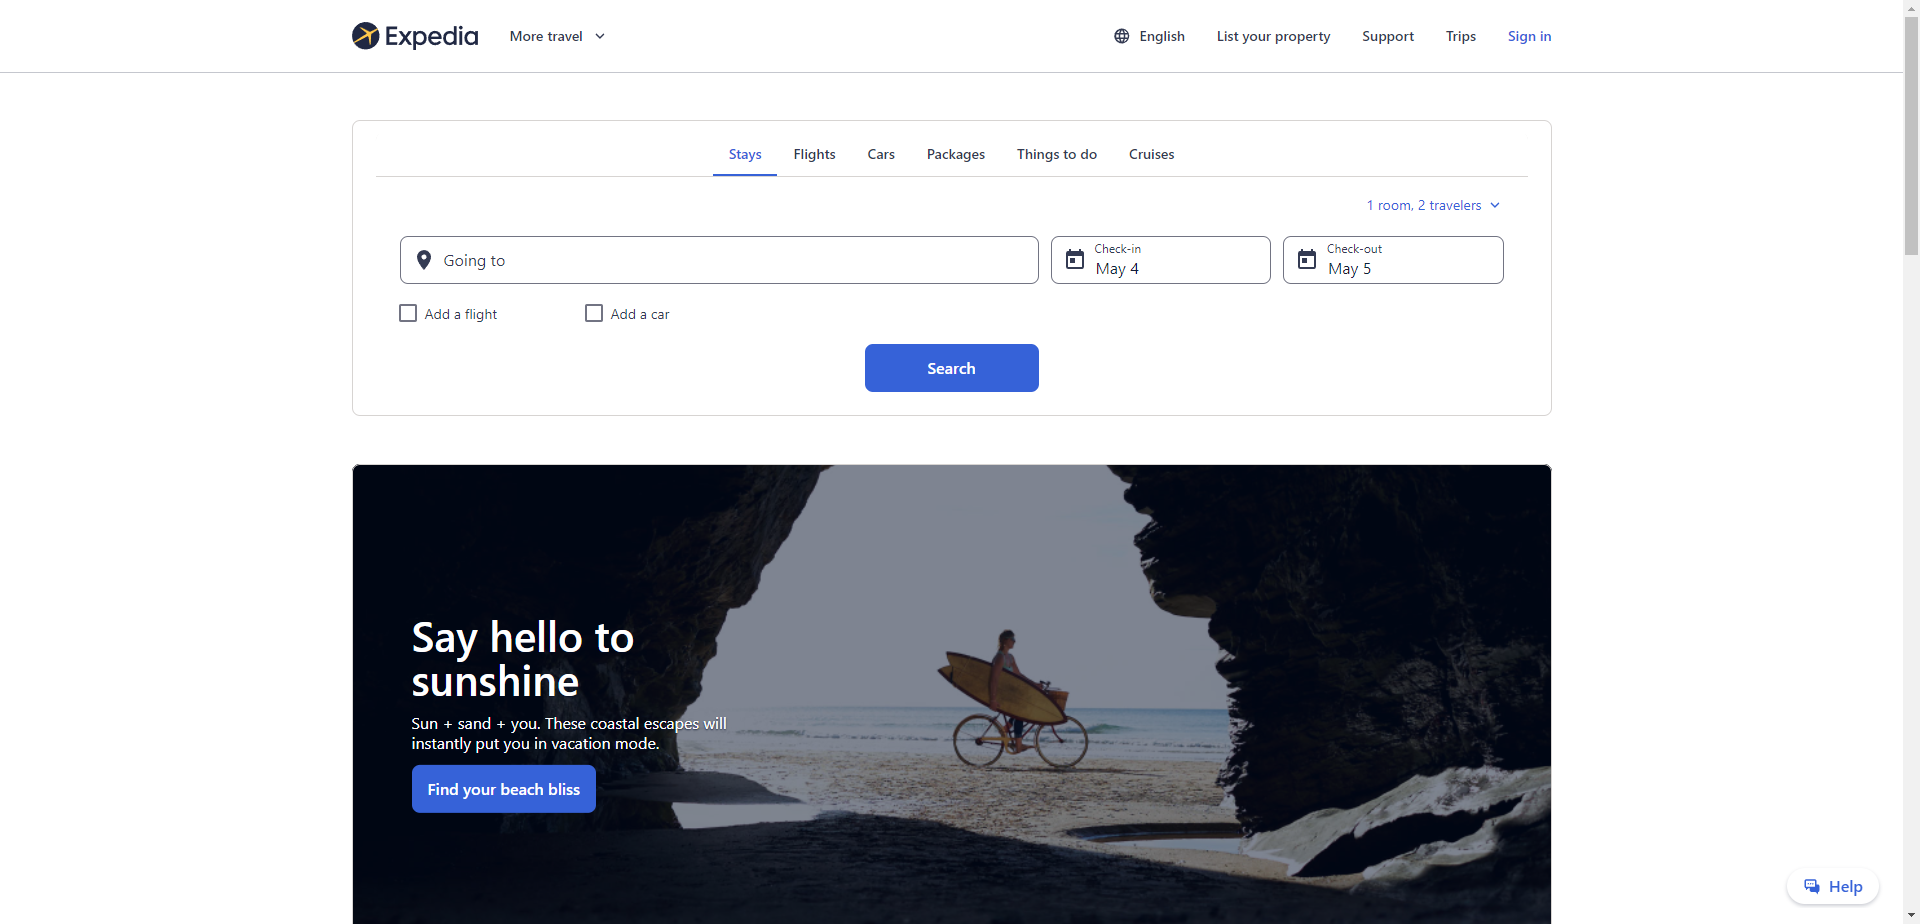 Expedia
More travel
English
List your property
Support
Trips
Sign in
Stays
Flights
Cars
Packages
Things to do
Cruises
1 room, 2 travelers
Going to
Check-in
May 4
Check-out
May 5
Add a flight
Add a car
Search
Say hello to
sunshine
Sun + sand + you. These coastal escapes will
instantly put you in vacation mode.
Find your beach bliss
Help